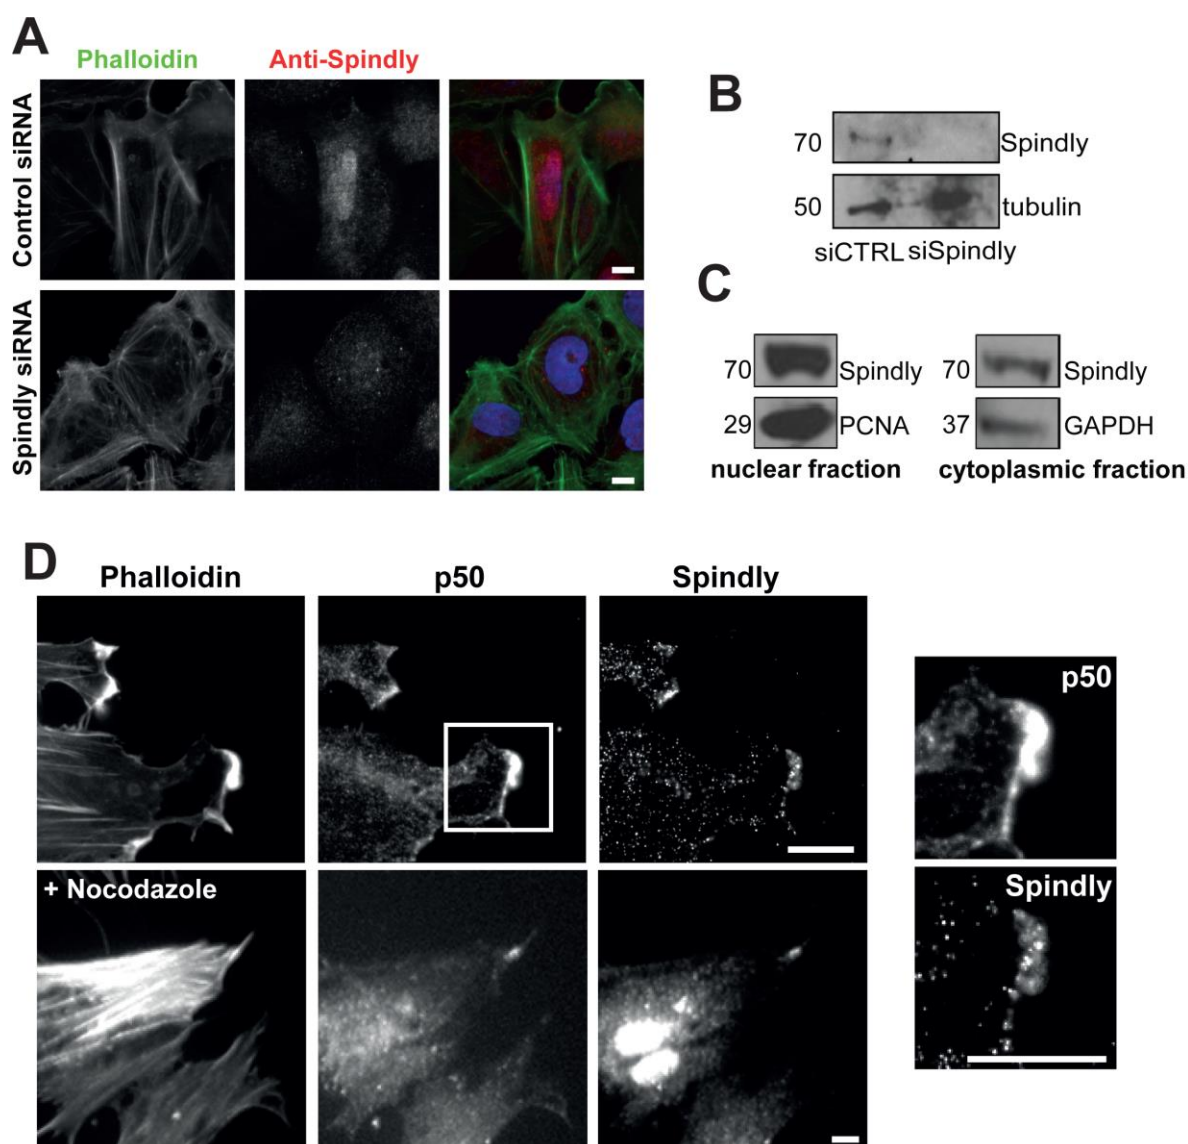 A
Phalloidin
Anti-Spindly
Control siRNA
Spindly siRNA
B
70
Spindly
50
tubulin
siCTRL siSpindly
C
70
Spindly
70
Spindly
29
PCNA
37
GAPDH
nuclear fraction
cytoplasmic fraction
D
Phalloidin
p50
Spindly
p50
+ Nocodazole
Spindly